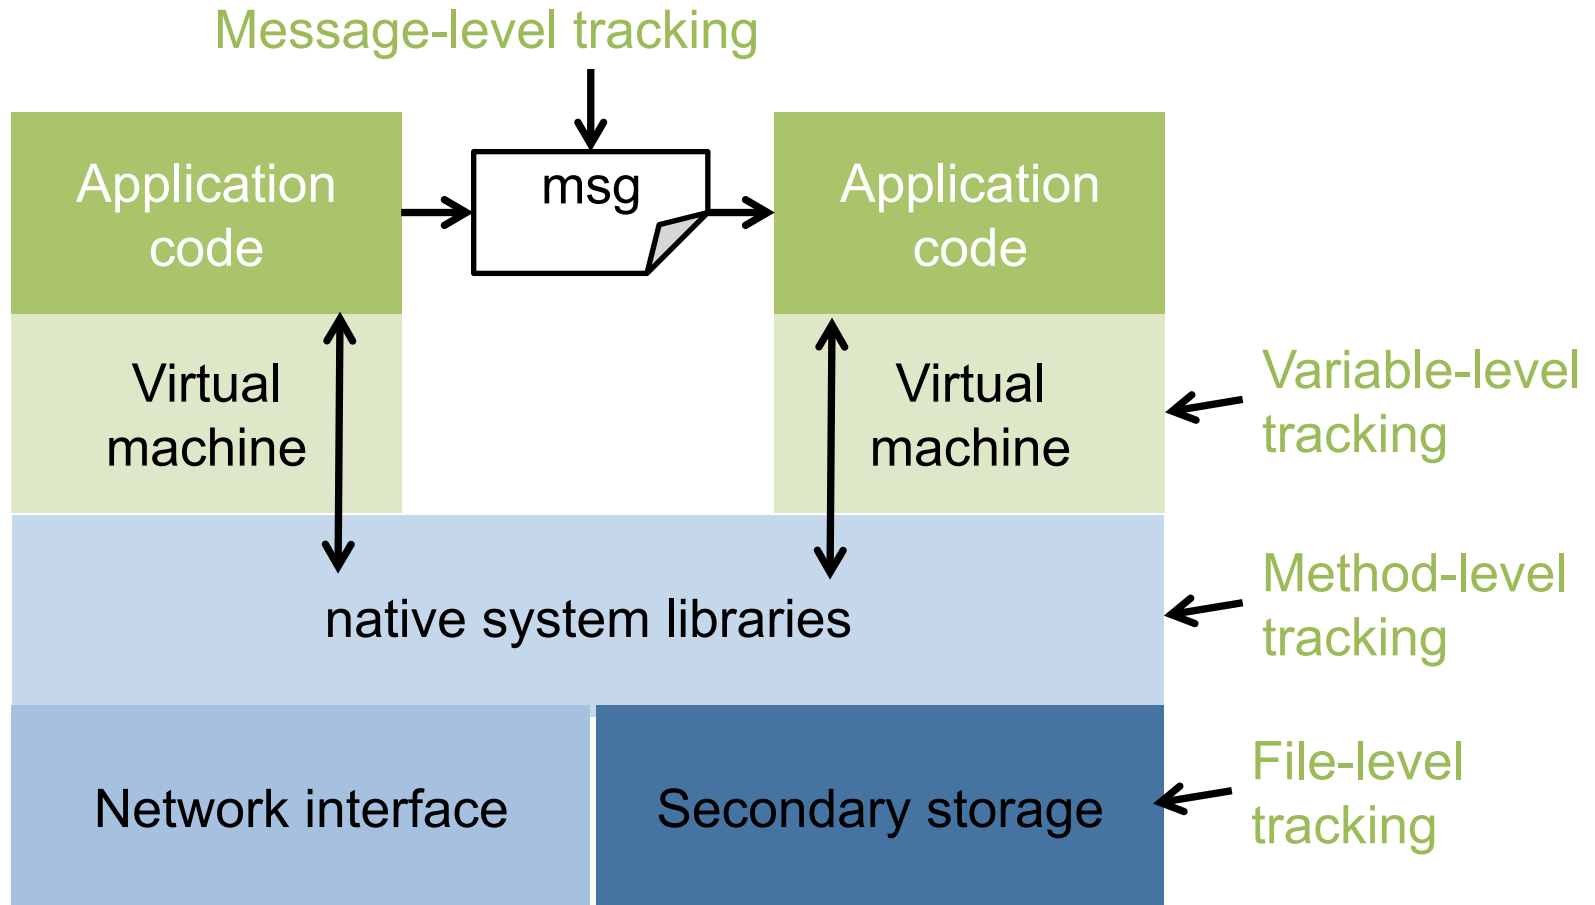 Message-level tracking
Application
code
msg
Application
code
Virtual
machine
Virtual
machine
Variable-level
tracking
native system libraries
Method-level
tracking
Network interface
Secondary storage
File-level
tracking